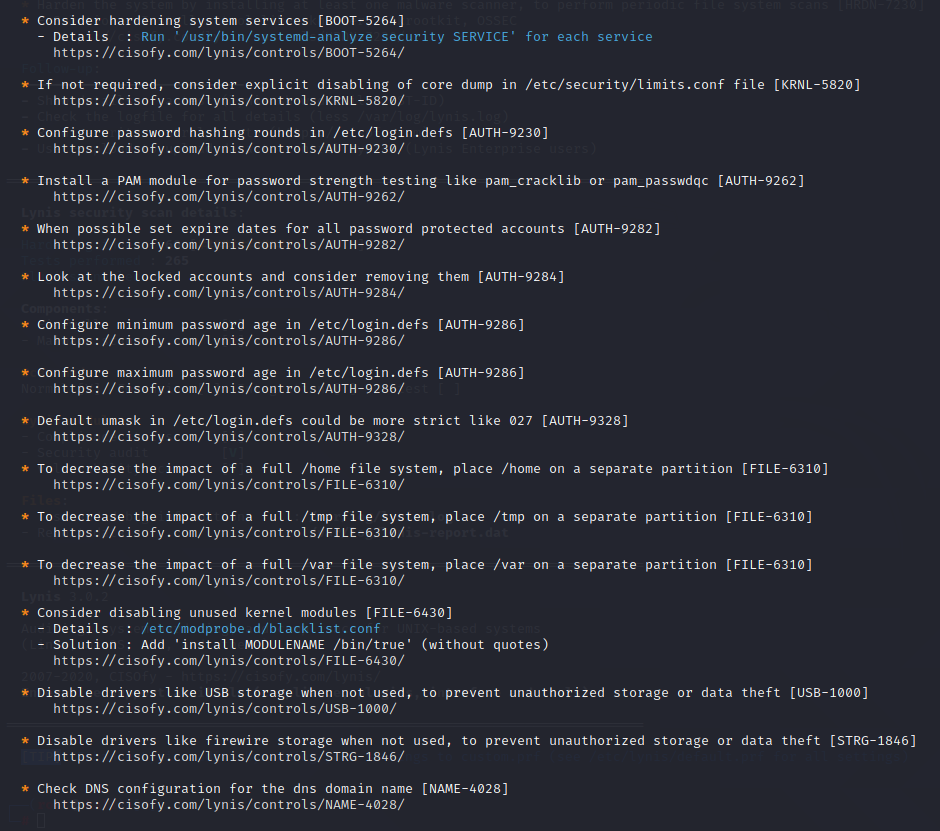 * Consider hardening system services [BOOT-5264]
- Details : Run '/usr/bin/systemd-analyze security SERVICE' for each service
https://cisofy.com/lynis/controls/BOOT-5264/
* If not required, consider explicit disabling of core dump in /etc/security/limits.conf file [KRNL-5820]
https://cisofy.com/lynis/controls/KRNL-5820/
* Configure password hashing rounds in /etc/login.defs [AUTH-9230]
https://cisofy.com/lynis/controls/AUTH-9230/
* Install a PAM module for password strength testing like pam_cracklib or pam_passwdqc [AUTH-9262]
https://cisofy.com/lynis/controls/AUTH-9262/
* When possible set expire dates for all password protected accounts [AUTH-9282]
https://cisofy.com/lynis/controls/AUTH-9282/
* Look at the locked accounts and consider removing them [AUTH-9284]
https://cisofy.com/lynis/controls/AUTH-9284/
* Configure minimum password age in /etc/login.defs [AUTH-9286]
https://cisofy.com/lynis/controls/AUTH-9286/
* Configure maximum password age in /etc/login.defs [AUTH-9286]
https://cisofy.com/lynis/controls/AUTH-9286/
* Default umask in /etc/login.defs could be more strict like 027 [AUTH-9328]
https://cisofy.com/lynis/controls/AUTH-9328/
* To decrease the impact of a full /home file system, place /home on a separate partition [FILE-6310]
https://cisofy.com/lynis/controls/FILE-6310/
* To decrease the impact of a full /tmp file system, place /tmp on a separate partition [FILE-6310]
https://cisofy.com/lynis/controls/FILE-6310/
* To decrease the impact of a full /var file system, place /var on a separate partition [FILE-6310]
https://cisofy.com/lynis/controls/FILE-6310/
* Consider disabling unused kernel modules [FILE-6430]
- Details : /etc/modprobe.d/blacklist.conf
- Solution : Add 'install MODULENAME /bin/true' (without quotes)
https://cisofy.com/lynis/controls/FILE-6430/
* Disable drivers like USB storage when not used, to prevent unauthorized storage or data theft [USB-1000]
https://cisofy.com/lynis/controls/USB-1000/
* Disable drivers like firewire storage when not used, to prevent unauthorized storage or data theft [STRG-1846]
https://cisofy.com/lynis/controls/STRG-1846/
* Check DNS configuration for the dns domain name [NAME-4028]
https://cisofy.com/lynis/controls/NAME-4028/